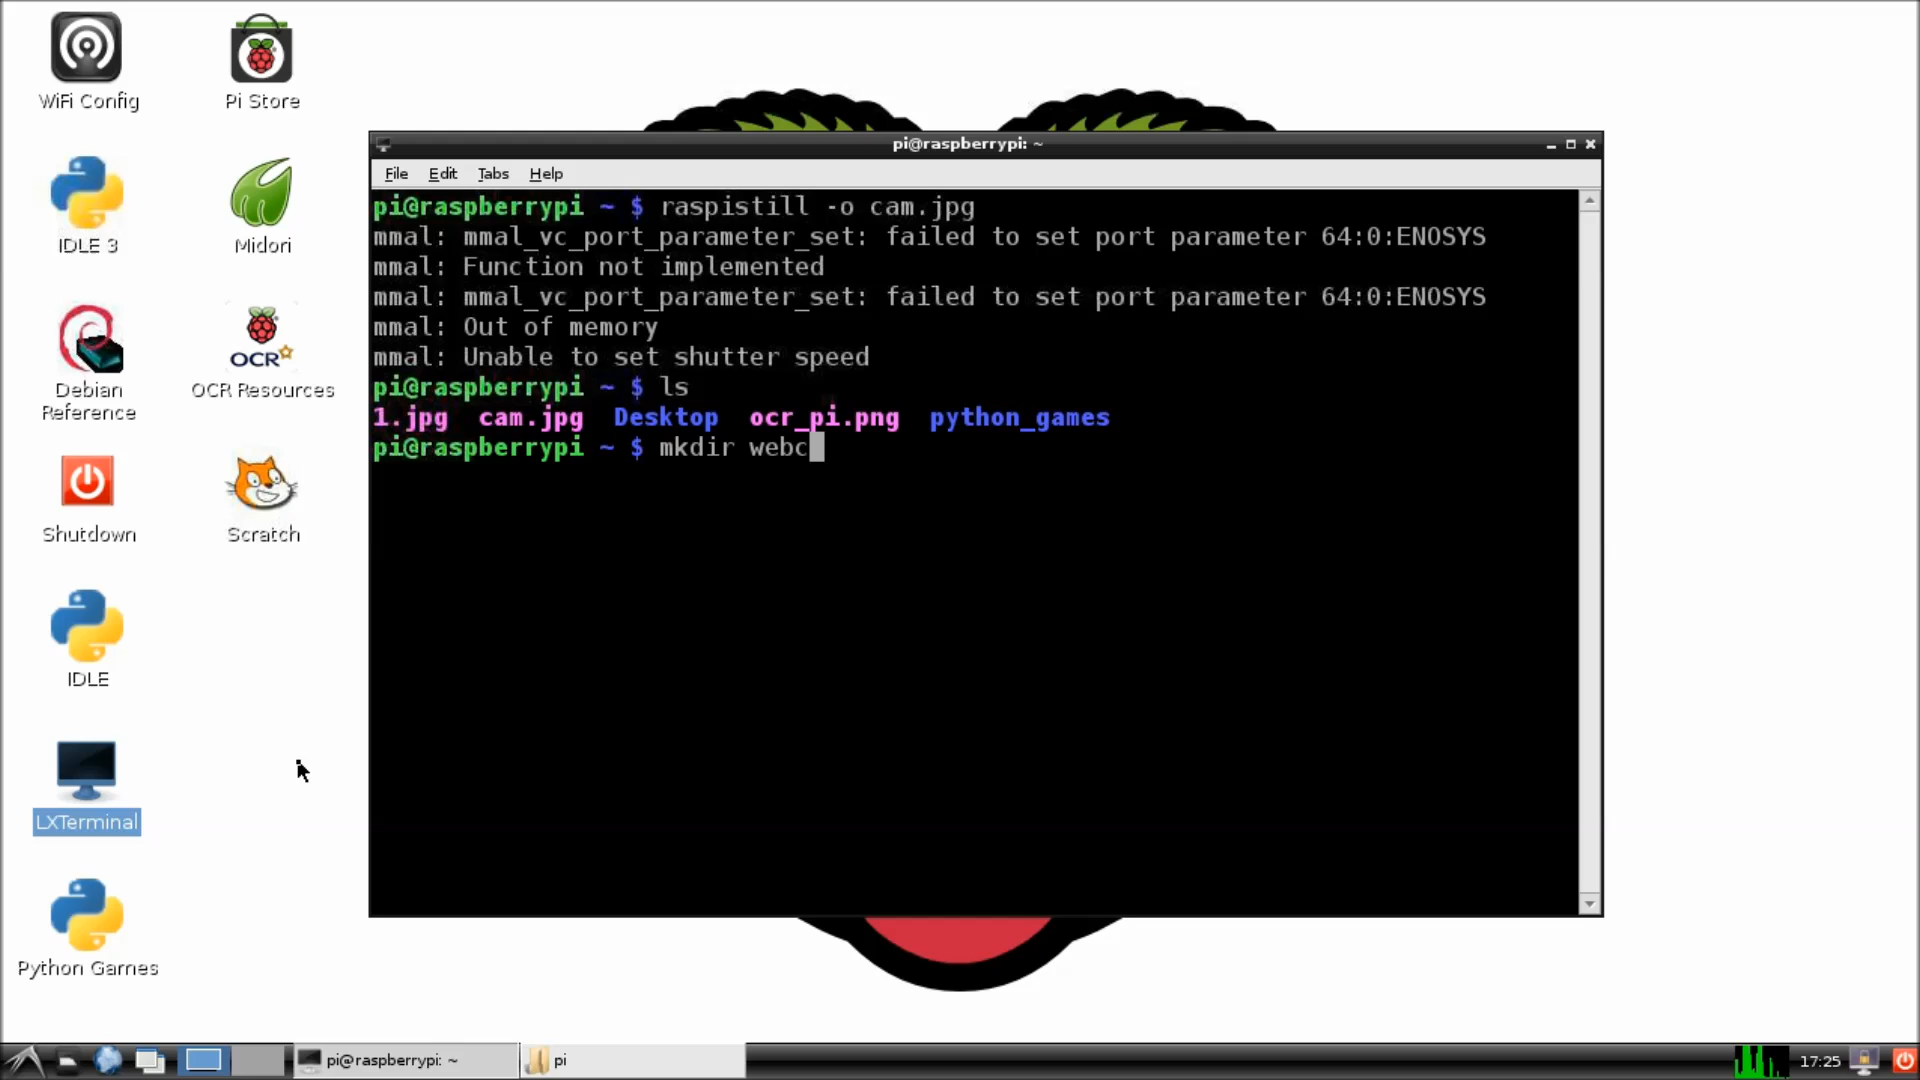 WiFi Config
Pi Store
IDLE 3
Midori
Debian
Reference
OCR
OCR Resources
Shutdown
Scratch
IDLE
LXTerminal
Python Games
pi@raspberrypi: ~
File Edit Tabs Help
pi@raspberrypi ~ $ raspistill -o cam.jpg
mmal: mmal_vc_port_parameter_set: failed to set port parameter 64:0:ENOSYS
mmal: Function not implemented
mmal: mmal_vc_port_parameter_set: failed to set port parameter 64:0:ENOSYS
mmal: Out of memory
mmal: Unable to set shutter speed
pi@raspberrypi ~ $ ls
1.jpg cam.jpg Desktop ocr_pi.png python_games
pi@raspberrypi ~ $ mkdir webc
pi@raspberrypi: ~
pi
17:25